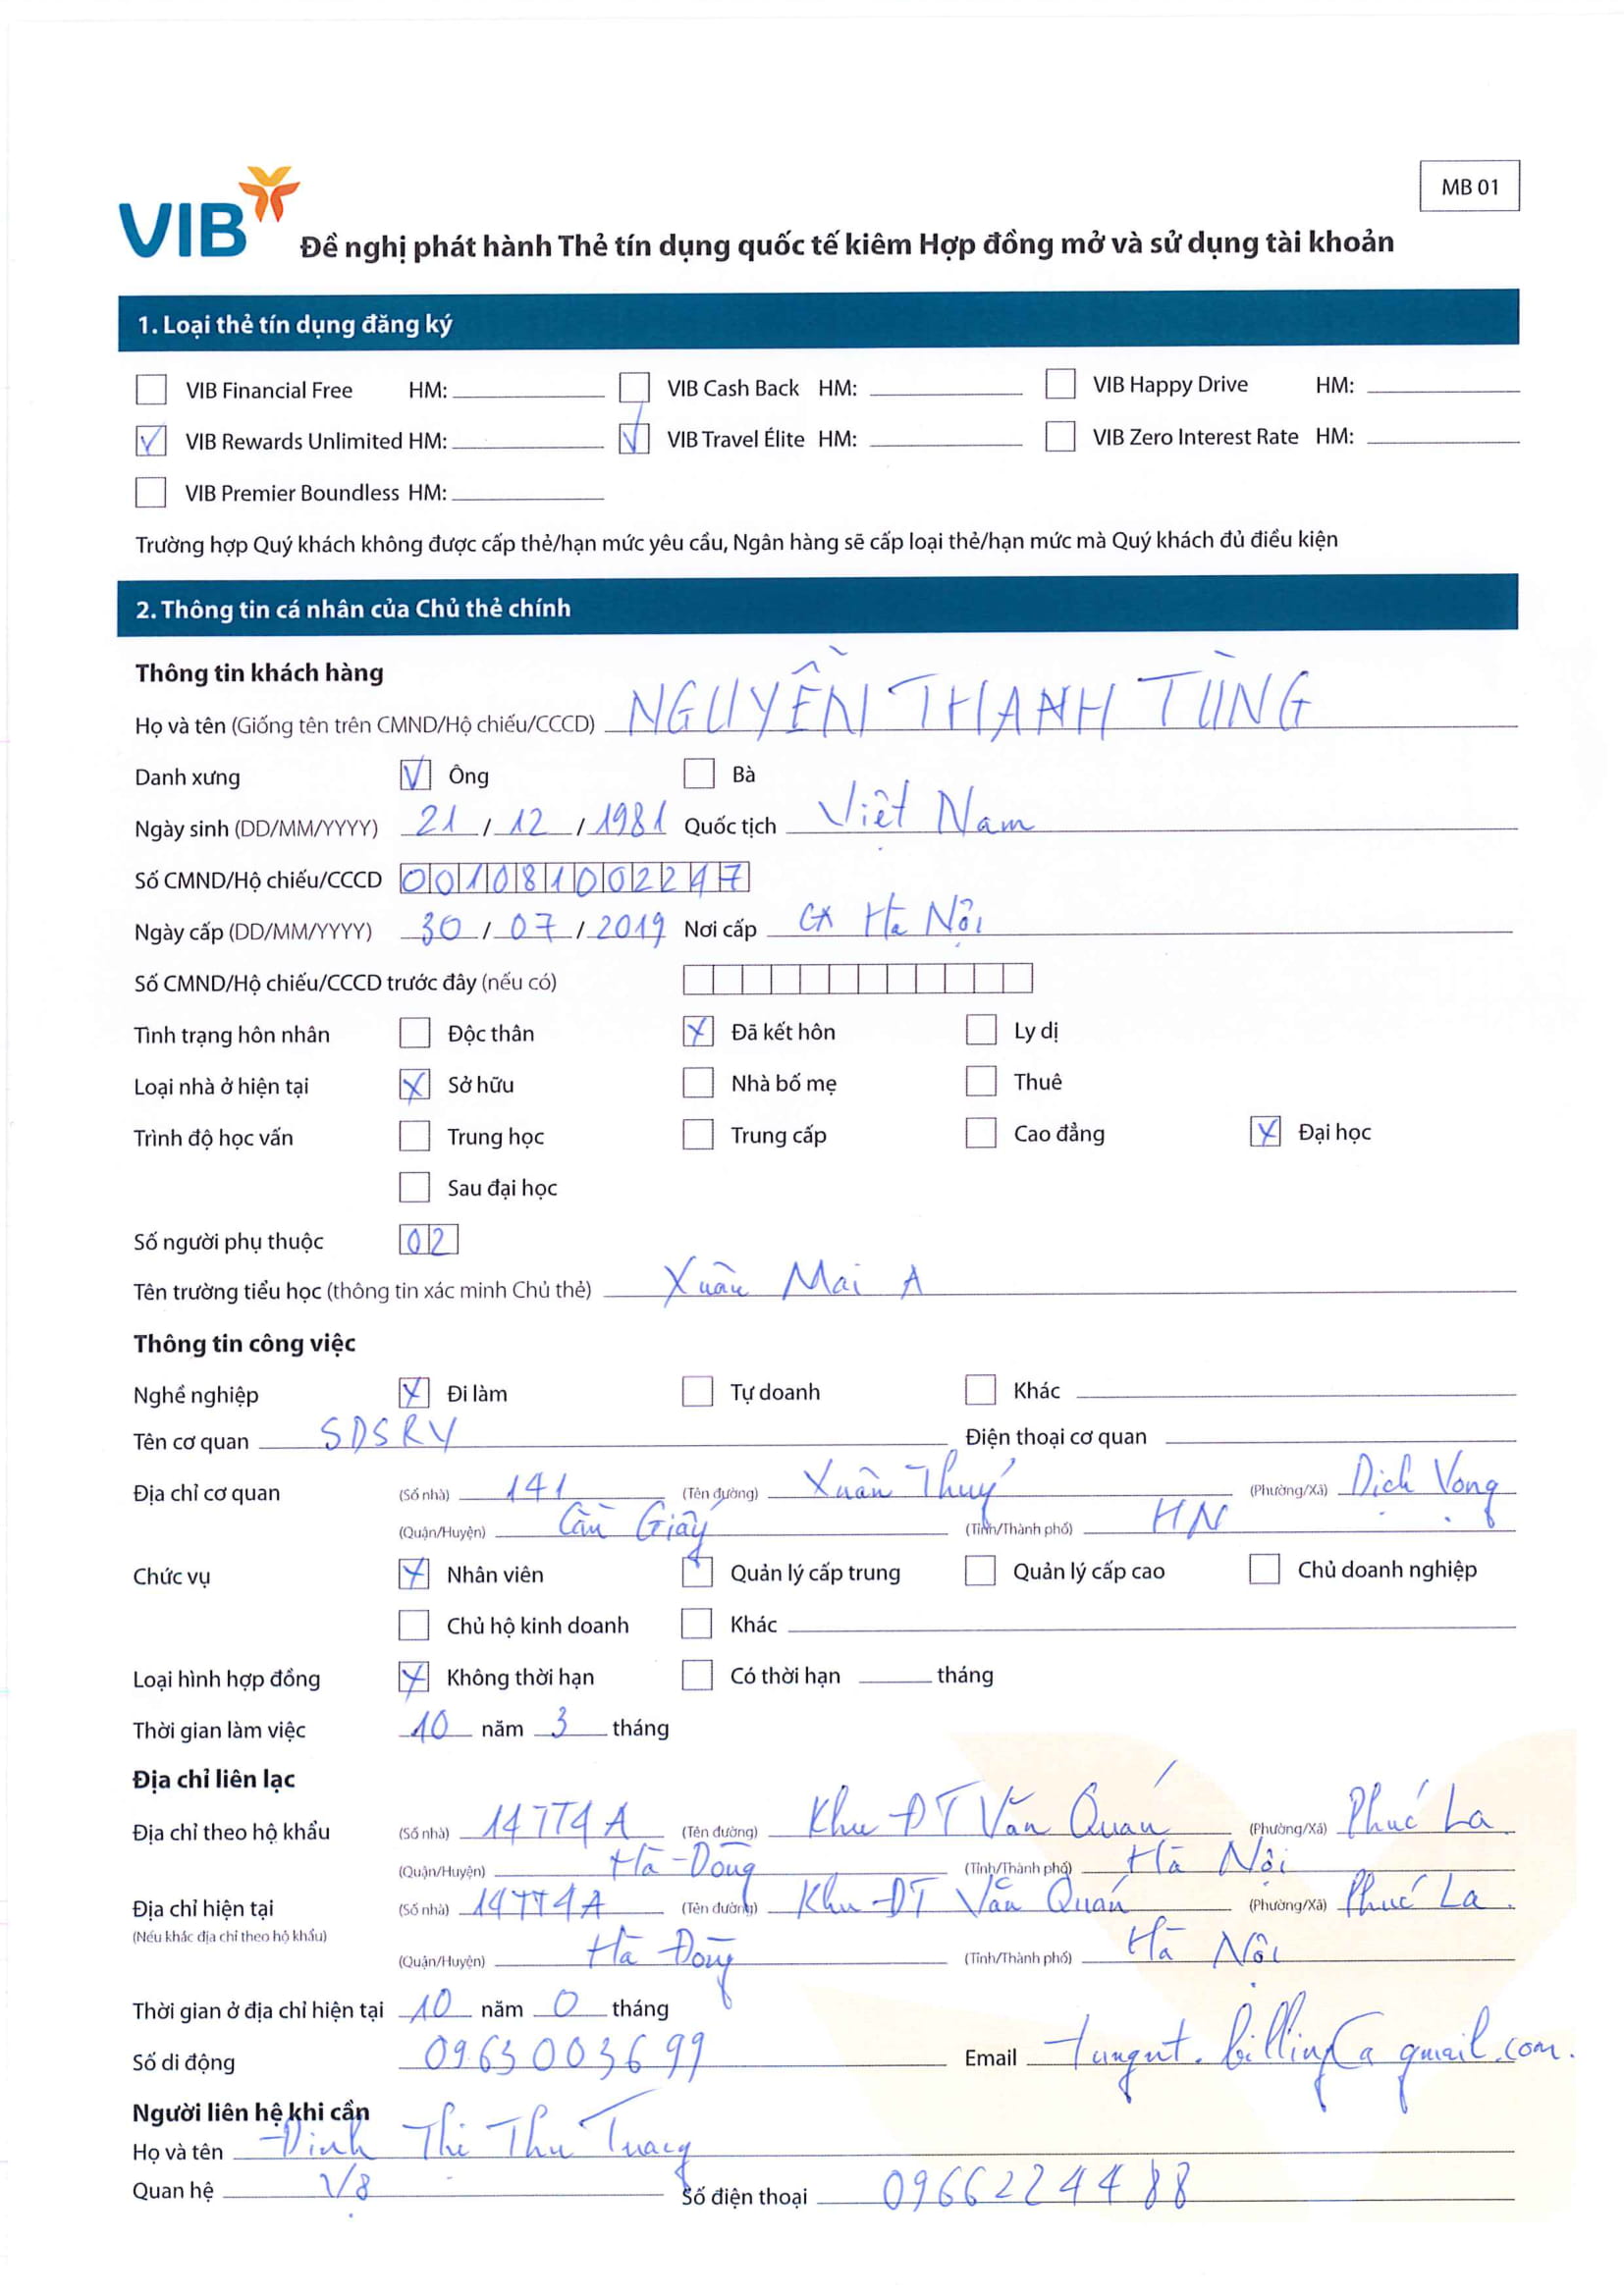 MB 01
VIB
Đề nghị phát hành Thẻ tín dụng quốc tế kiêm Hợp đồng mở và sử dụng tài khoản
1. Loại thẻ tín dụng đăng ký
VIB Financial Free HM: VIB Cash Back HM: VIB Happy Drive HM:
VIB Rewards Unlimited HM: VIB Travel Élite HM: VIB Zero Interest Rate HM:
VIB Premier Boundless HM:
Trường hợp Quý khách không được cấp thẻ/hạn mức yêu cầu, Ngân hàng sẽ cấp loại thẻ/hạn mức mà Quý khách đủ điều kiện
2. Thông tin cá nhân của Chủ thẻ chính
Thông tin khách hàng
Họ và tên (Giống tên trên CMND/Hộ chiếu/CCCD) NGUYỄN THANH TÙNG
Danh xưng Ông Bà
Ngày sinh (DD/MM/YYYY) 21 / 12 / 1981 Quốc tịch Việt Nam
Số CMND/Hộ chiếu/CCCD 001081002247
Ngày cấp (DD/MM/YYYY) 30 / 07 / 2019 Nơi cấp CA Hà Nội
Số CMND/Hộ chiếu/CCCD trước đây (nếu có)
Tình trạng hôn nhân Độc thân Đã kết hôn Ly dị
Loại nhà ở hiện tại Sở hữu Nhà bố mẹ Thuê
Trình độ học vấn Trung học Trung cấp Cao đẳng Đại học
Sau đại học
Số người phụ thuộc 02
Tên trường tiểu học (thông tin xác minh Chủ thẻ) Xuân Mai A
Thông tin công việc
Nghề nghiệp Đi làm Tự doanh Khác
Tên cơ quan SDSRV Điện thoại cơ quan
Địa chỉ cơ quan (Số nhà) 141 (Tên đường) Xuân Thuỷ (Phường/Xã) Dịch Vọng
(Quận/Huyện) Cầu Giấy (Tỉnh/Thành phố) HN
Chức vụ Nhân viên Quản lý cấp trung Quản lý cấp cao Chủ doanh nghiệp
Chủ hộ kinh doanh Khác
Loại hình hợp đồng Không thời hạn Có thời hạn tháng
Thời gian làm việc 10 năm 3 tháng
Địa chỉ liên lạc
Địa chỉ theo hộ khẩu (Số nhà) 14TT4A (Tên đường) Khu ĐT Văn Quán (Phường/Xã) Phúc La
(Quận/Huyện) Hà Đông (Tỉnh/Thành phố) Hà Nội
Địa chỉ hiện tại (Số nhà) 14TT4A (Tên đường) Khu ĐT Văn Quán (Phường/Xã) Phúc La
(Nếu khác địa chỉ theo hộ khẩu)
(Quận/Huyện) Hà Đông (Tỉnh/Thành phố) Hà Nội
Thời gian ở địa chỉ hiện tại 10 năm 0 tháng
Số di động 0963003699 Email tungnt.billing@gmail.com.
Người liên hệ khi cần
Họ và tên Đinh Thị Thu Trang
Quan hệ Vợ Số điện thoại 0966224488